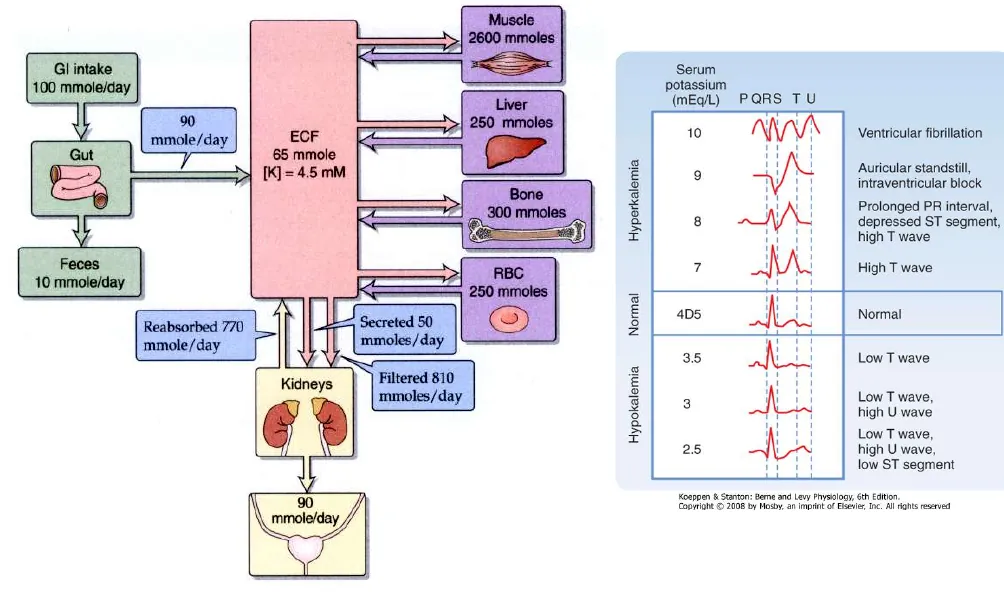 GI intake
100 mmole/day
Gut
Feces
10 mmole/day
90
mmole/day
ECF
65 mmole
[K] = 4.5 mM
Muscle
2600 mmoles
Liver
250 mmoles
Bone
300 mmoles
RBC
250 mmoles
Reabsorbed 770
mmole/day
Secreted 50
mmoles/day
Filtered 810
mmoles/day
Kidneys
90
mmole/day
Serum
potassium
(mEq/L)
P QRS T U
Hyperkalemia
10
Ventricular fibrillation
9
Auricular standstill,
intraventricular block
8
Prolonged PR interval,
depressed ST segment,
high T wave
7
High T wave
Normal
4D5
Normal
Hypokalemia
3.5
Low T wave
3
Low T wave,
high U wave
2.5
Low T wave,
high U wave,
low ST segment
Koeppen & Stanton: Berne and Levy Physiology, 6th Edition.
Copyright © 2008 by Mosby, an imprint of Elsevier, Inc. All rights reserved